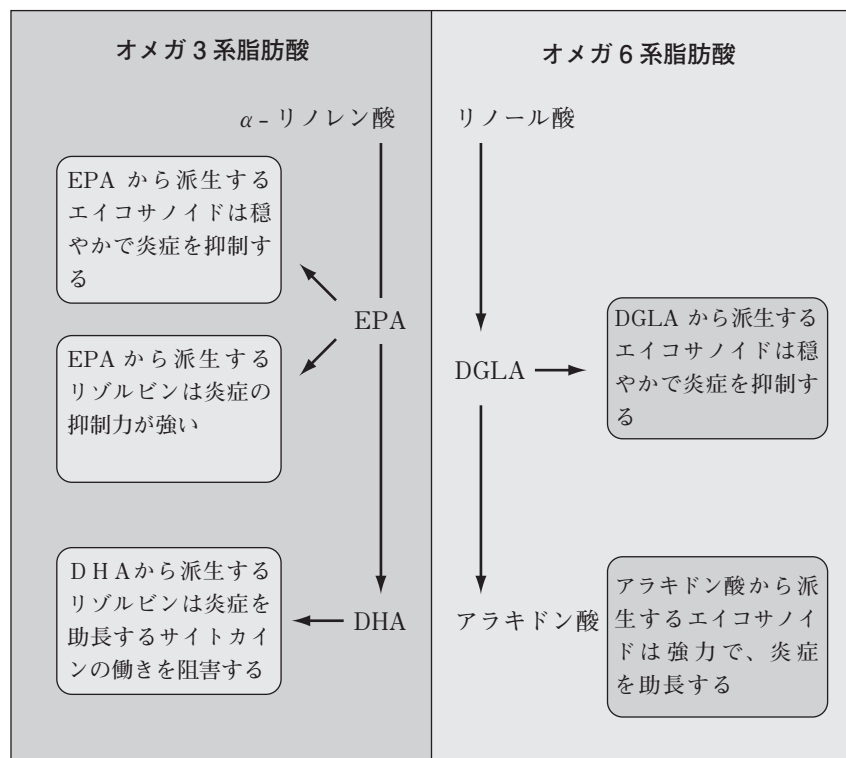 オメガ3系脂肪酸
α-リノレン酸
EPA から派生する
エイコサノイドは穏
やかで炎症を抑制す
る
EPA
EPAから派生する
リゾルビンは炎症の
抑制力が強い
DHAから派生する
リゾルビンは炎症を
助長するサイトカイ
ンの働きを阻害する
DHA
オメガ6系脂肪酸
リノール酸
DGLA
DGLA から派生する
エイコサノイドは穏
やかで炎症を抑制す
る
アラキドン酸
アラキドン酸から派
生するエイコサノイ
ドは強力で、炎症
を助長する